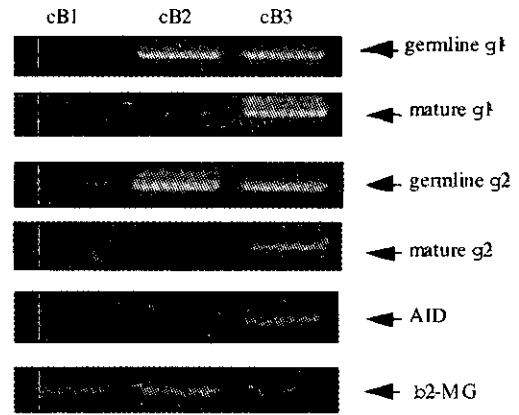 cB1 cB2 cB3
germline g1
mature g1
germline g2
mature g2
AID
b2-MG